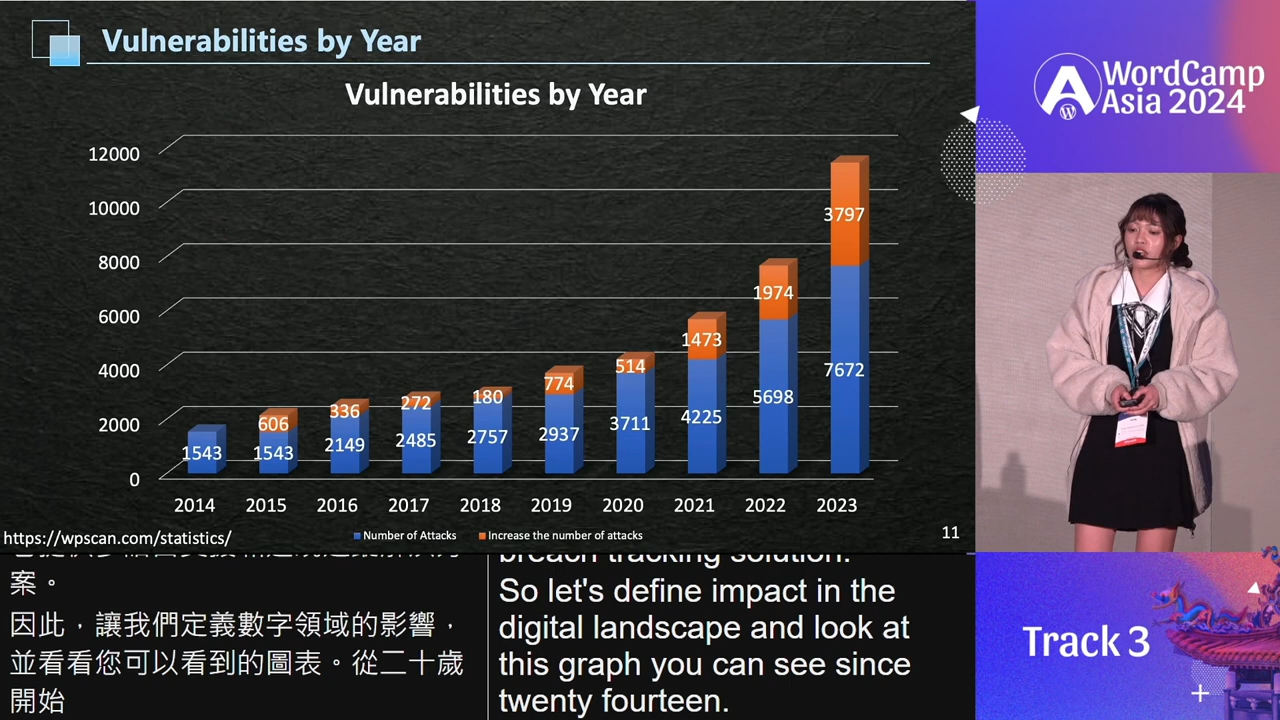 Vulnerabilities by Year
Vulnerabilities by Year
12000
10000
8000
6000
4000
2000
0
1543
606
1543
336
2149
272
2485
180
2757
774
2937
514
3711
1473
4225
1974
5698
3797
7672
2014 2015 2016 2017 2018 2019 2020 2021 2022 2023
Number of Attacks Increase the number of attacks
https://wpscan.com/statistics/
11
案。
因此，讓我們定義數字領域的影響，
並看看您可以看到的圖表。從二十歲
開始
breach tracking solution.
So let's define impact in the
digital landscape and look at
this graph you can see since
twenty fourteen.
WordCamp
Asia 2024
Track 3